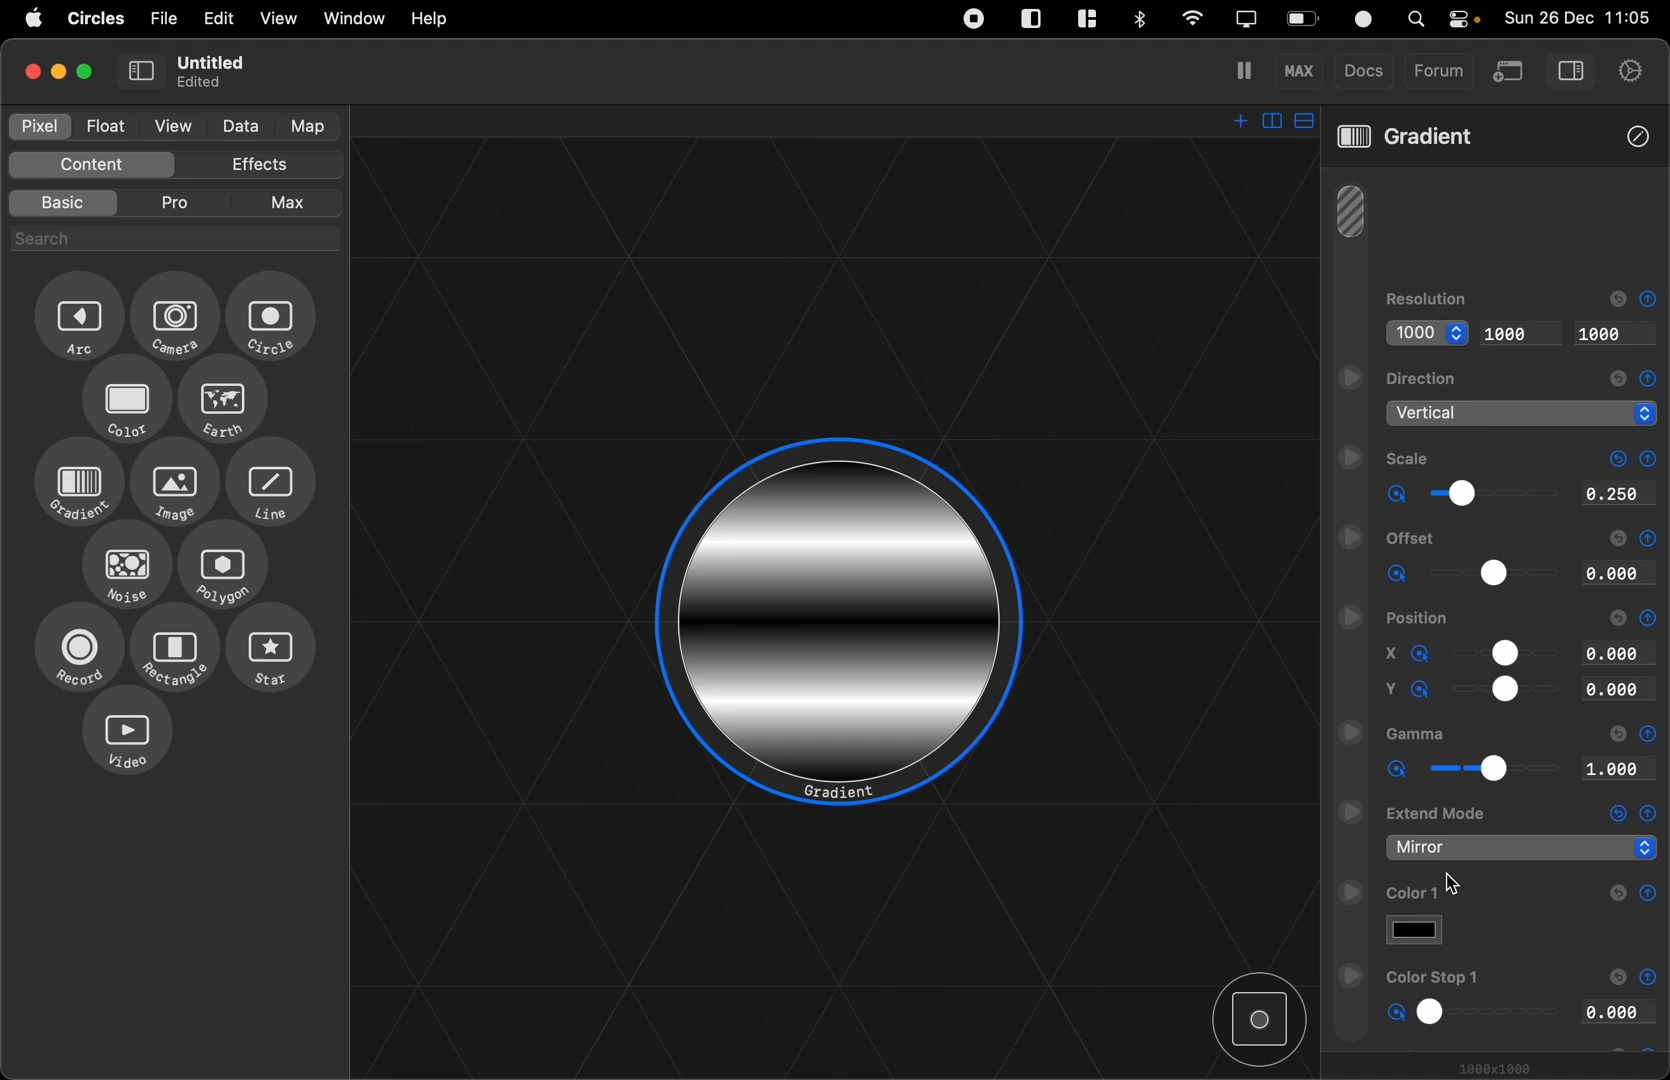 Circles File Edit View Window Help Sun 26 Dec 11:05
Untitled
Edited
MAX Docs Forum
Pixel Float View Data Map
Content Effects
Basic Pro Max
Search
Arc Camera Circle
Color Earth
Gradient Image Line
Noise Polygon
Record Rectangle Star
Video
Gradient
Gradient
Resolution
1000 1000 1000
Direction
Vertical
Scale
0.250
Offset
0.000
Position
X 0.000
Y 0.000
Gamma
1.000
Extend Mode
Mirror
Color 1
Color Stop 1
0.000
1000x1000